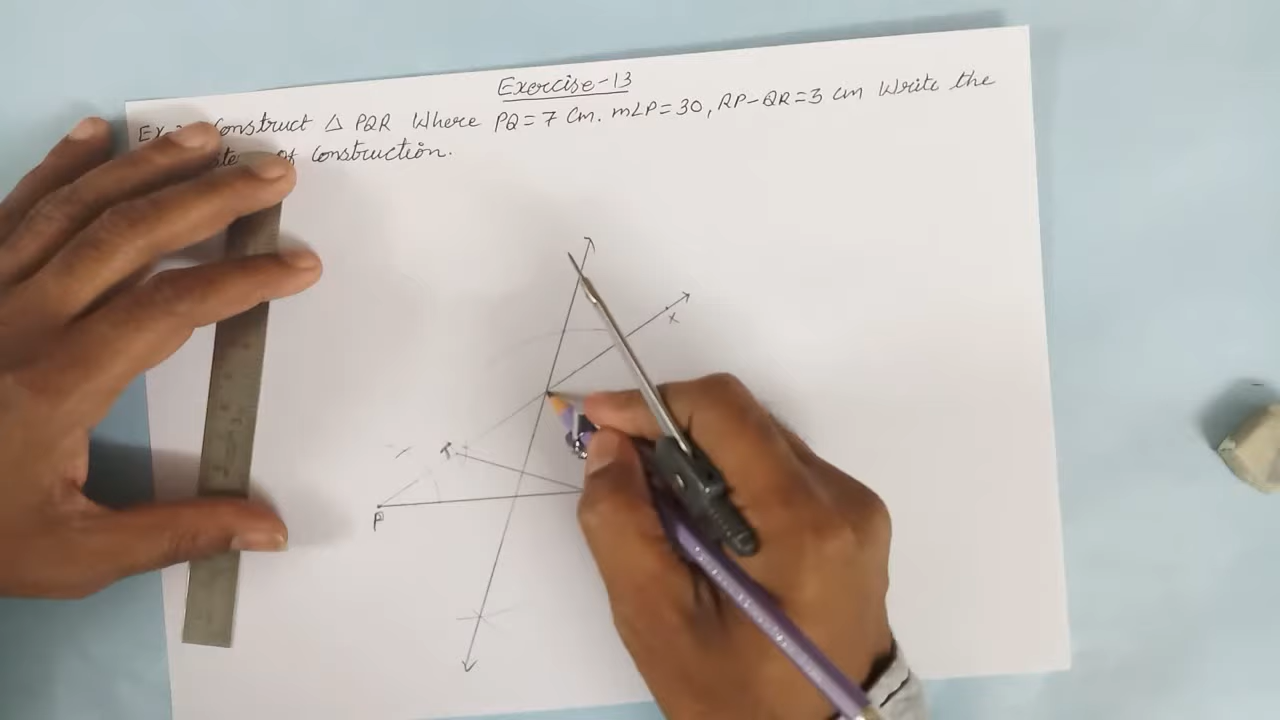 Exercise-13
Construct △ PQR Where PQ = 7 Cm. m∠P = 30, RP-QR = 3 cm Write the
of Construction.
X
T
P